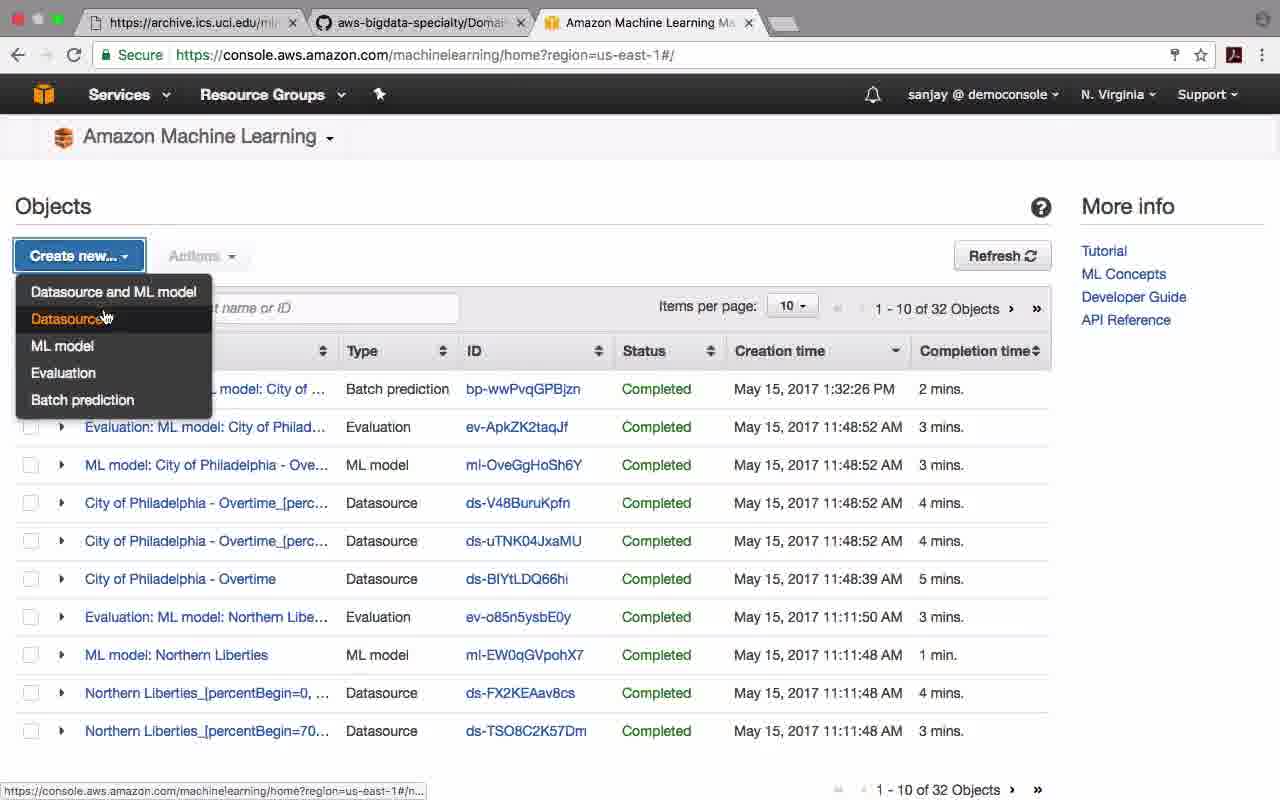 https://archive.ics.uci.edu/ml
aws-bigdata-specialty/Domai
Amazon Machine Learning Ma
Secure https://console.aws.amazon.com/machinelearning/home?region=us-east-1#/
Services Resource Groups sanjay @ democonsole N. Virginia Support
Amazon Machine Learning
Objects
More info
Create new... Actions Refresh
Tutorial
ML Concepts
Developer Guide
API Reference
Datasource and ML model
Datasource
ML model
Evaluation
Batch prediction
name or ID Items per page: 10 « 1 - 10 of 32 Objects › »
Type ID Status Creation time Completion time
model: City of ... Batch prediction bp-wwPvqGPBjzn Completed May 15, 2017 1:32:26 PM 2 mins.
Evaluation: ML model: City of Philad... Evaluation ev-ApkZK2taqJf Completed May 15, 2017 11:48:52 AM 3 mins.
ML model: City of Philadelphia - Ove... ML model ml-OveGgHoSh6Y Completed May 15, 2017 11:48:52 AM 3 mins.
City of Philadelphia - Overtime_[perc... Datasource ds-V48BuruKpfn Completed May 15, 2017 11:48:52 AM 4 mins.
City of Philadelphia - Overtime_[perc... Datasource ds-uTNK04JxaMU Completed May 15, 2017 11:48:52 AM 4 mins.
City of Philadelphia - Overtime Datasource ds-BIYtLDQ66hi Completed May 15, 2017 11:48:39 AM 5 mins.
Evaluation: ML model: Northern Libe... Evaluation ev-o85n5ysbE0y Completed May 15, 2017 11:11:50 AM 3 mins.
ML model: Northern Liberties ML model ml-EW0qGVpohX7 Completed May 15, 2017 11:11:48 AM 1 min.
Northern Liberties_[percentBegin=0, ... Datasource ds-FX2KEAav8cs Completed May 15, 2017 11:11:48 AM 4 mins.
Northern Liberties_[percentBegin=70... Datasource ds-TSO8C2K57Dm Completed May 15, 2017 11:11:48 AM 3 mins.
https://console.aws.amazon.com/machinelearning/home?region=us-east-1#/n...
« 1 - 10 of 32 Objects › »